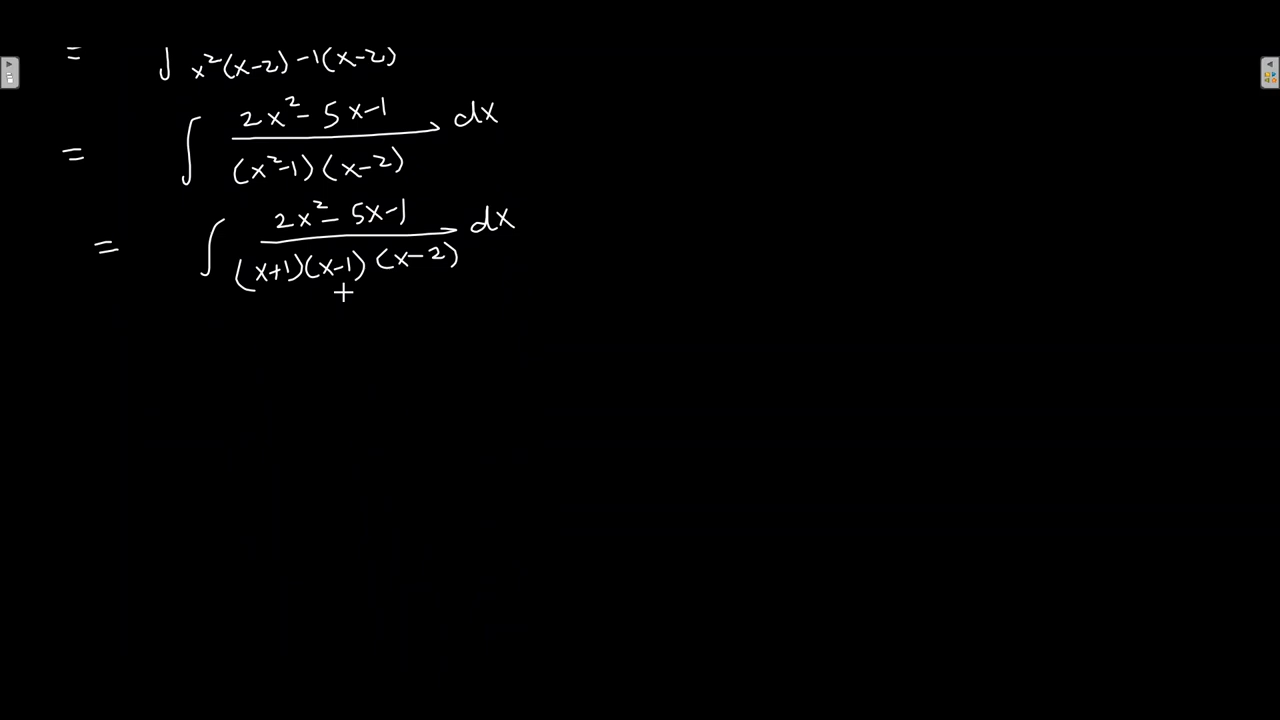 = ∫ x²(x-2) -1(x-2)
= ∫ (2x² - 5x - 1) / ((x²-1)(x-2)) dx
= ∫ (2x² - 5x - 1) / ((x+1)(x-1)(x-2)) dx